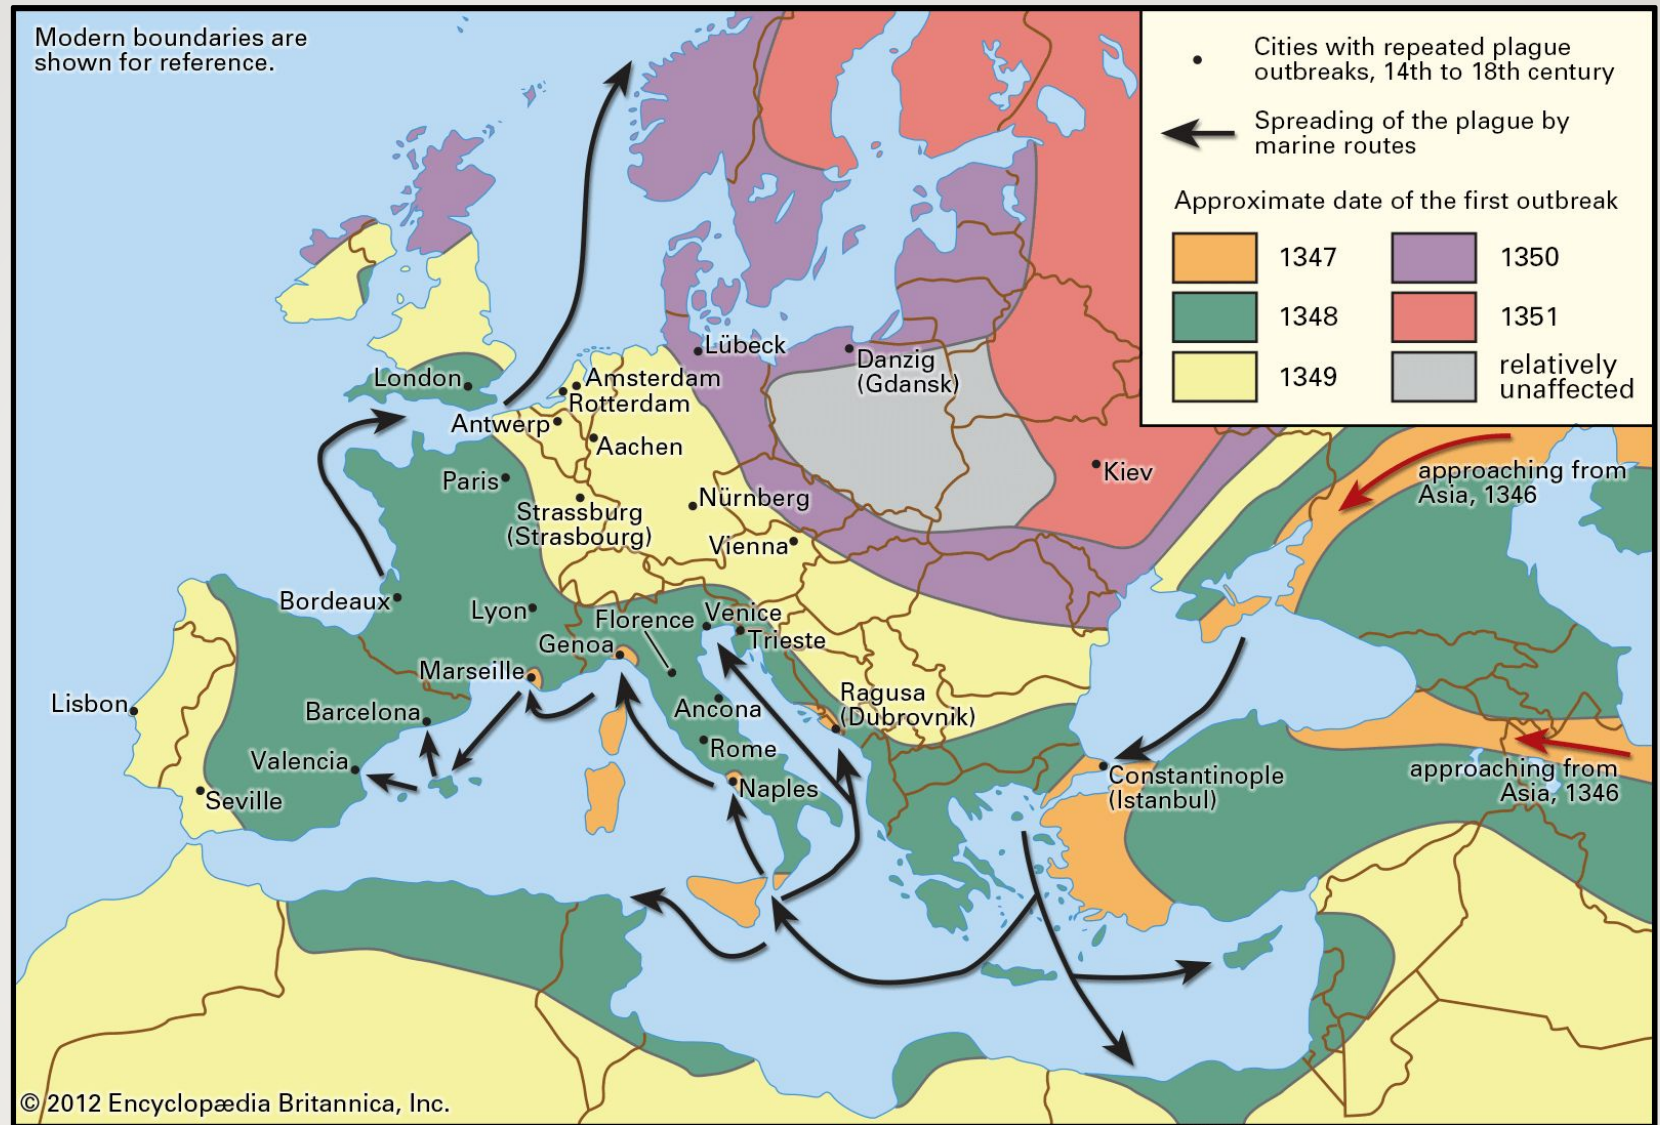 Modern boundaries are
shown for reference.
Cities with repeated plague
outbreaks, 14th to 18th century
Spreading of the plague by
marine routes
Approximate date of the first outbreak
1347
1350
1348
1351
1349
relatively
unaffected
Lübeck
Danzig
(Gdansk)
London
Amsterdam
Rotterdam
Antwerp
Aachen
Paris
Kiev
approaching from
Asia, 1346
Nürnberg
Strassburg
(Strasbourg)
Vienna
Bordeaux
Lyon
Florence
Venice
Trieste
Genoa
Marseille
Lisbon
Barcelona
Ancona
Ragusa
(Dubrovnik)
Rome
Valencia
Naples
Seville
Constantinople
(Istanbul)
approaching from
Asia, 1346
© 2012 Encyclopædia Britannica, Inc.